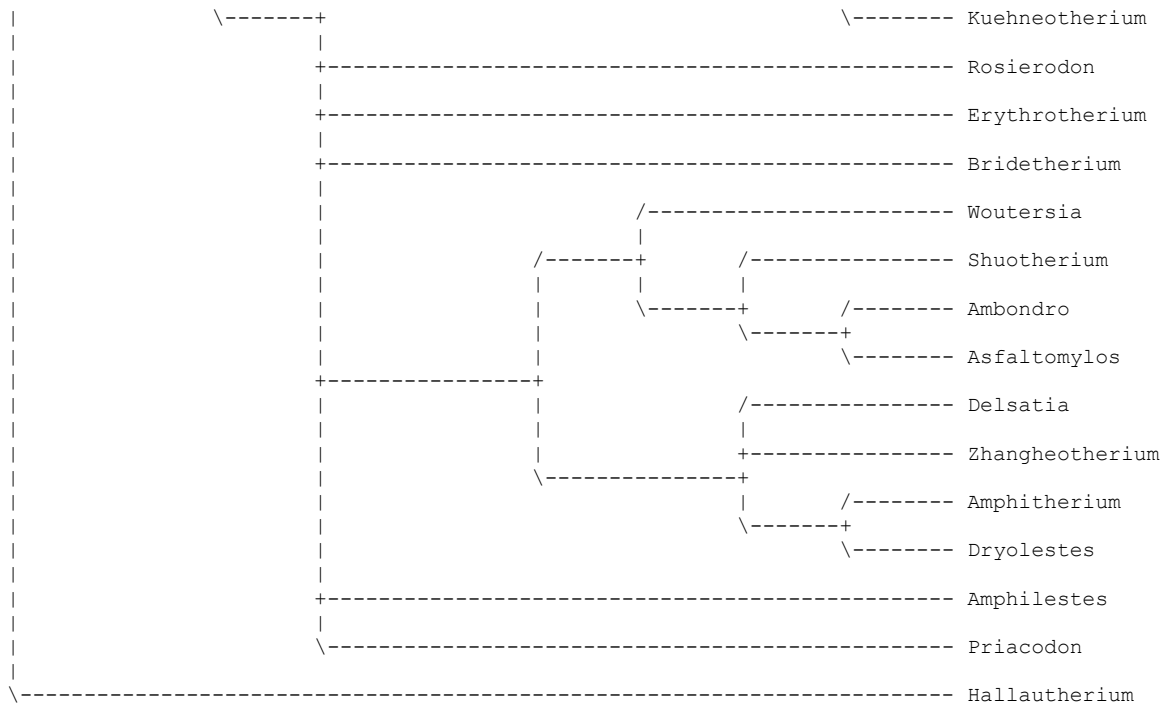 Kuehneotherium
Rosierodon
Erythrotherium
Bridetherium
Woutersia
Shuotherium
Ambondro
Asfaltomylos
Delsatia
Zhangheotherium
Amphitherium
Dryolestes
Amphilestes
Priacodon
Hallautherium